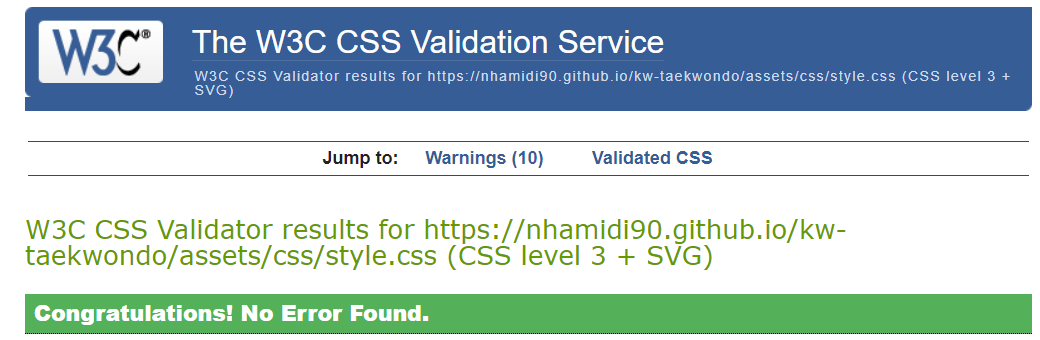 W3C®
The W3C CSS Validation Service
W3C CSS Validator results for https://nhamidi90.github.io/kw-taekwondo/assets/css/style.css (CSS level 3 +
SVG)
Jump to: Warnings (10) Validated CSS
W3C CSS Validator results for https://nhamidi90.github.io/kw-
taekwondo/assets/css/style.css (CSS level 3 + SVG)
Congratulations! No Error Found.